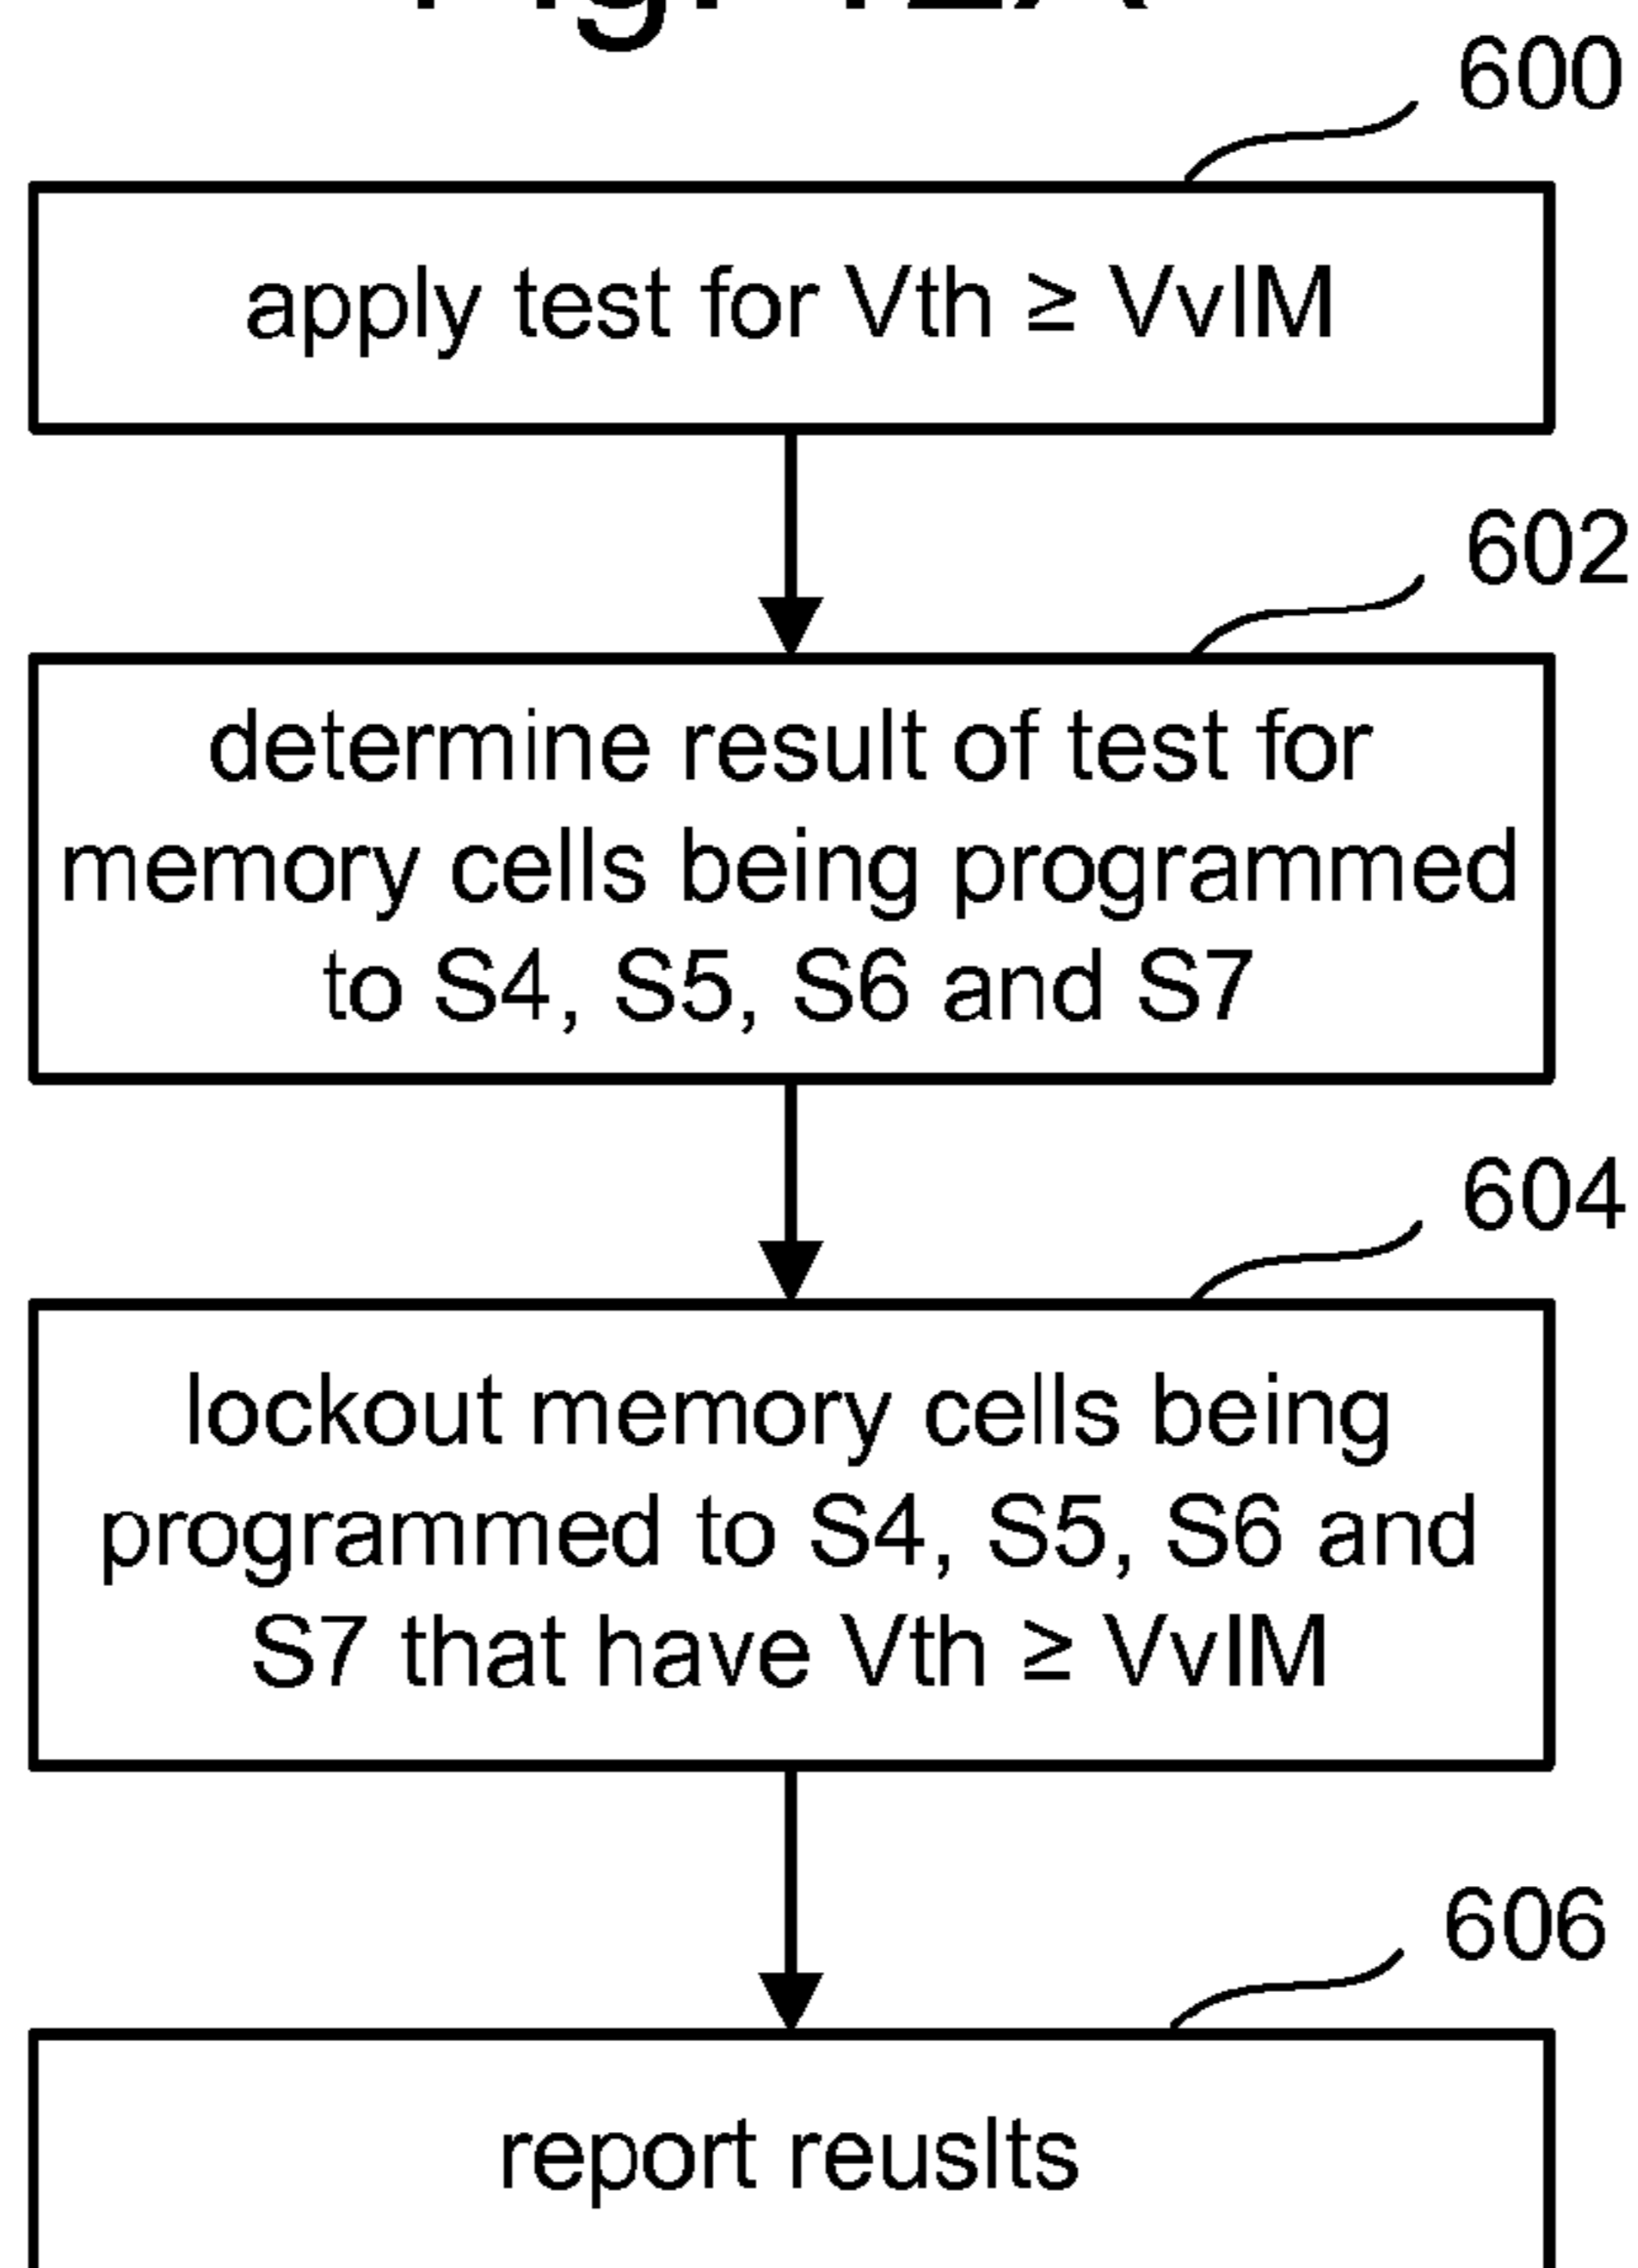 600
apply test for Vth ≥ VvIM
602
determine result of test for
memory cells being programmed
to S4, S5, S6 and S7
604
lockout memory cells being
programmed to S4, S5, S6 and
S7 that have Vth ≥ VvIM
606
report reuslts